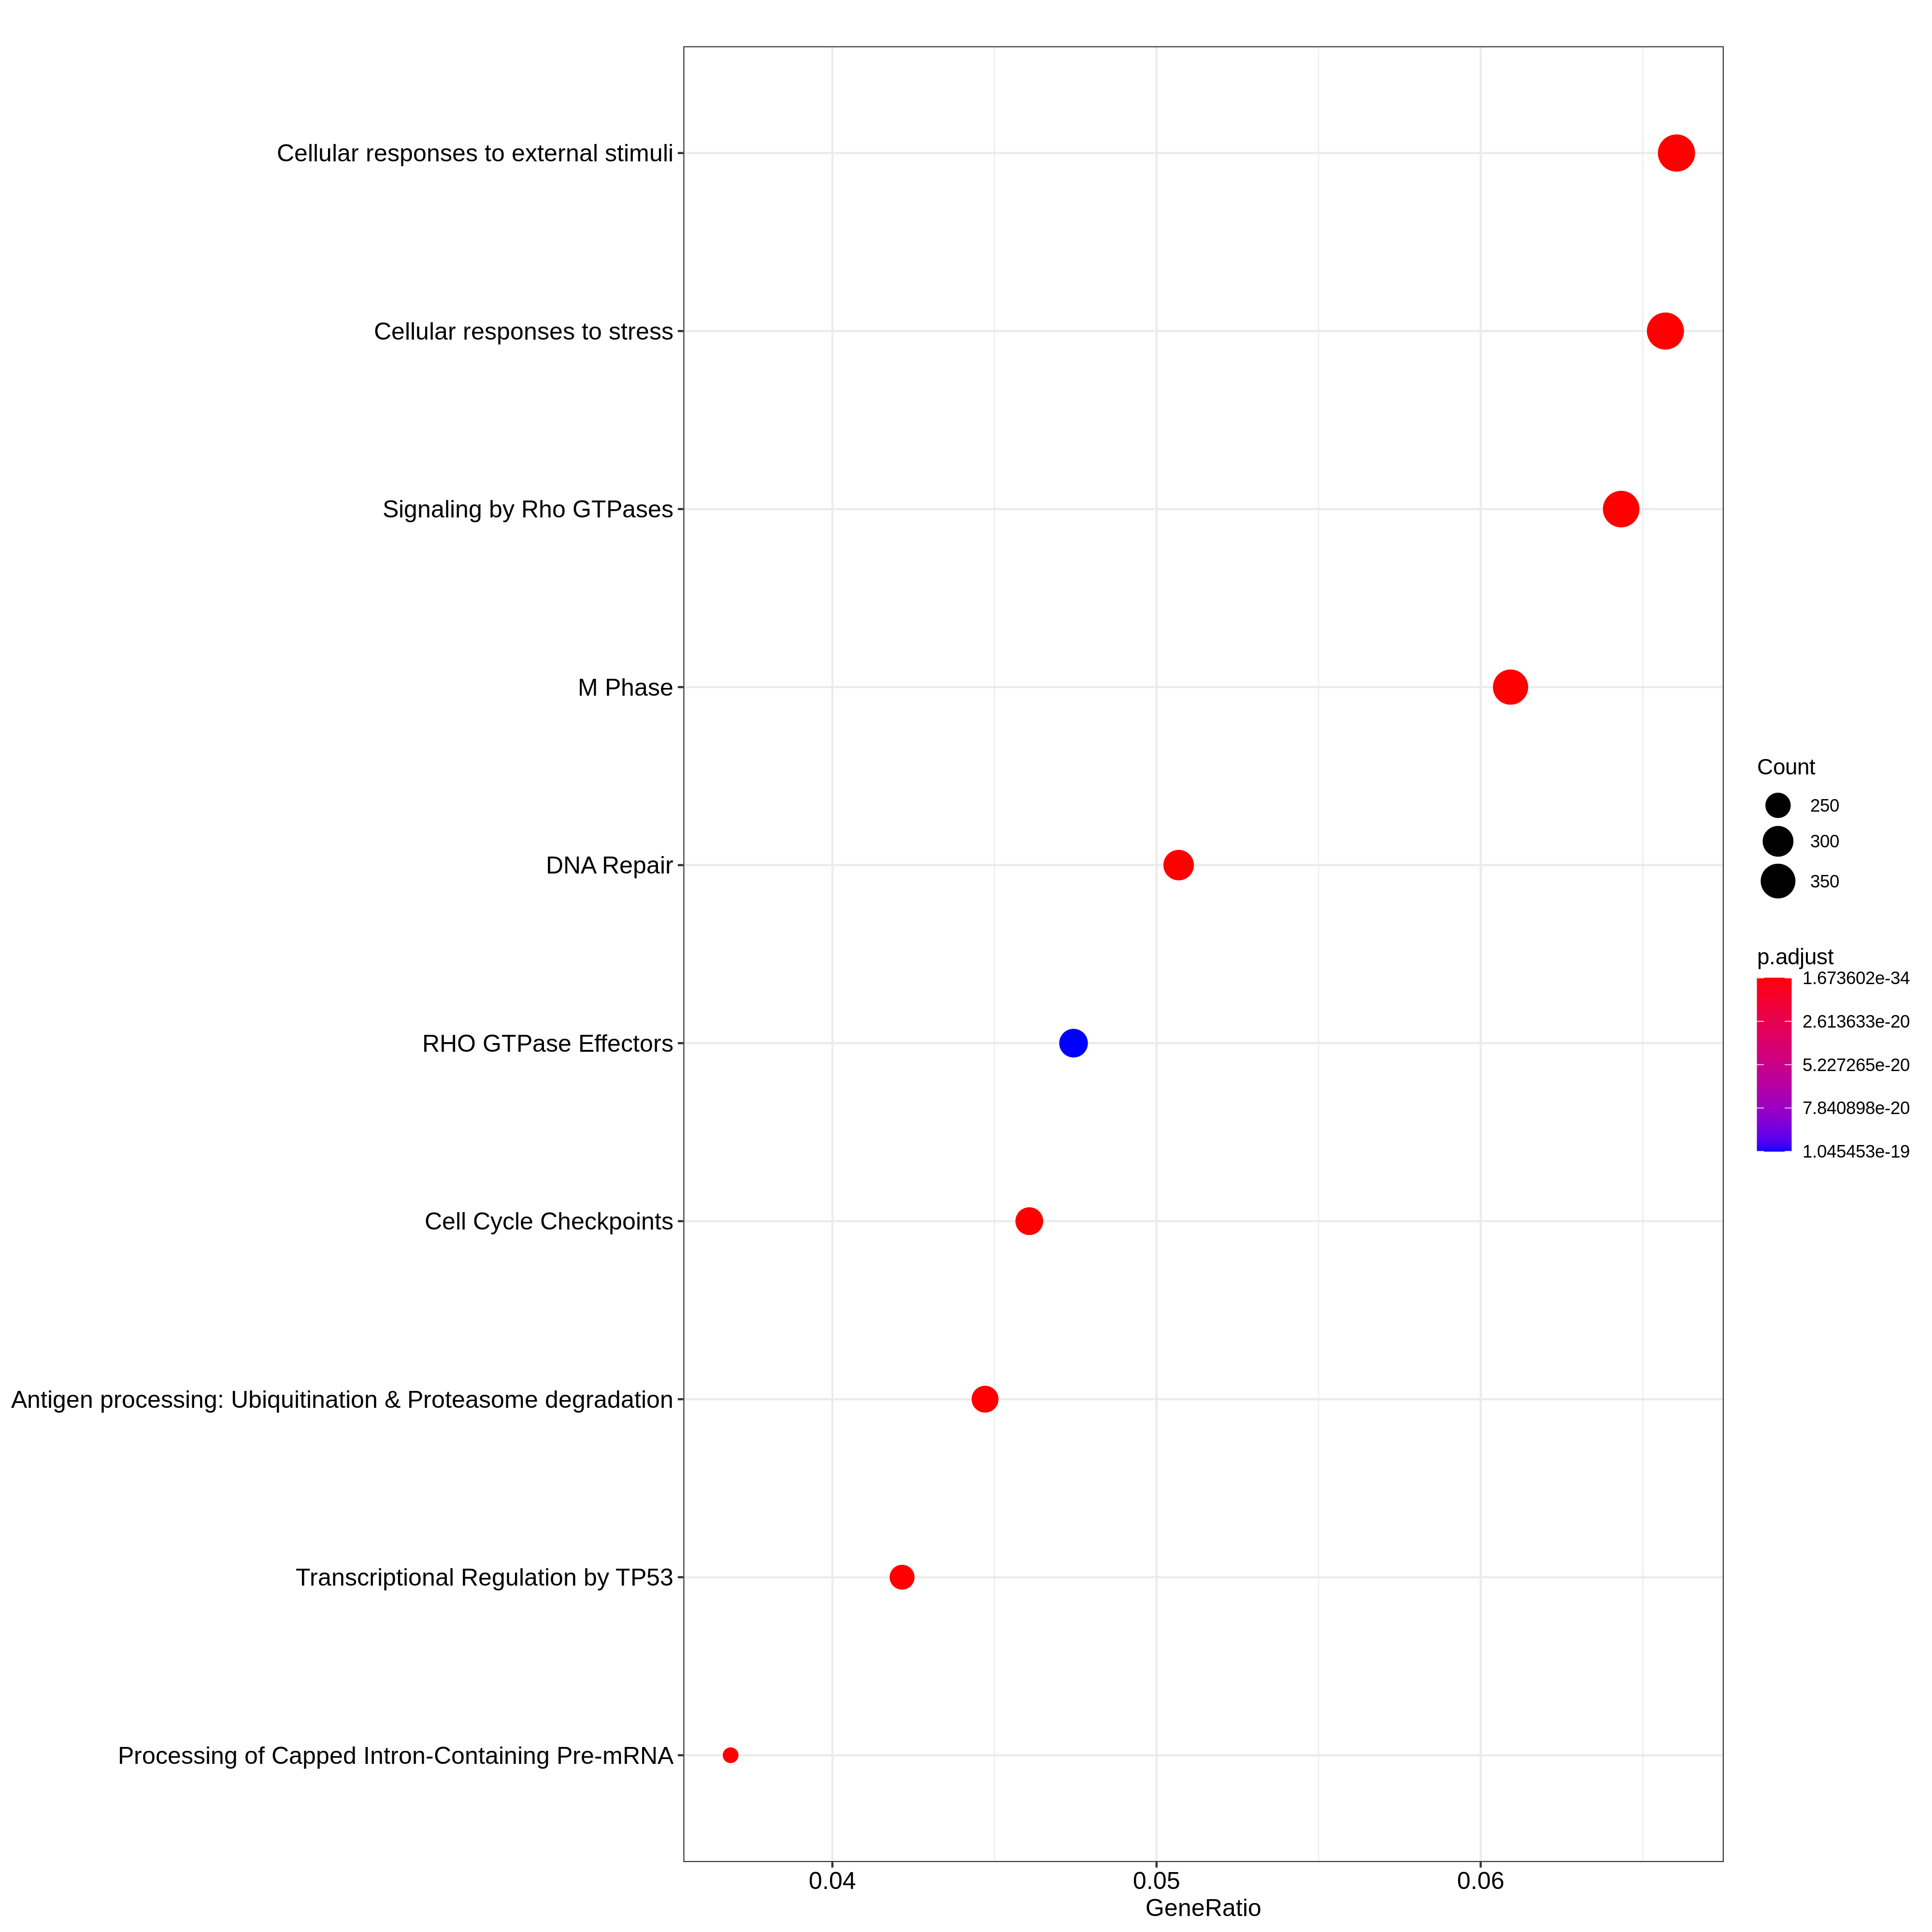 Cellular responses to external stimuli
Cellular responses to stress
Signaling by Rho GTPases
M Phase
DNA Repair
RHO GTPase Effectors
Cell Cycle Checkpoints
Antigen processing: Ubiquitination & Proteasome degradation
Transcriptional Regulation by TP53
Processing of Capped Intron-Containing Pre-mRNA
0.04 0.05 0.06
GeneRatio
Count
250
300
350
p.adjust
1.673602e-34
2.613633e-20
5.227265e-20
7.840898e-20
1.045453e-19